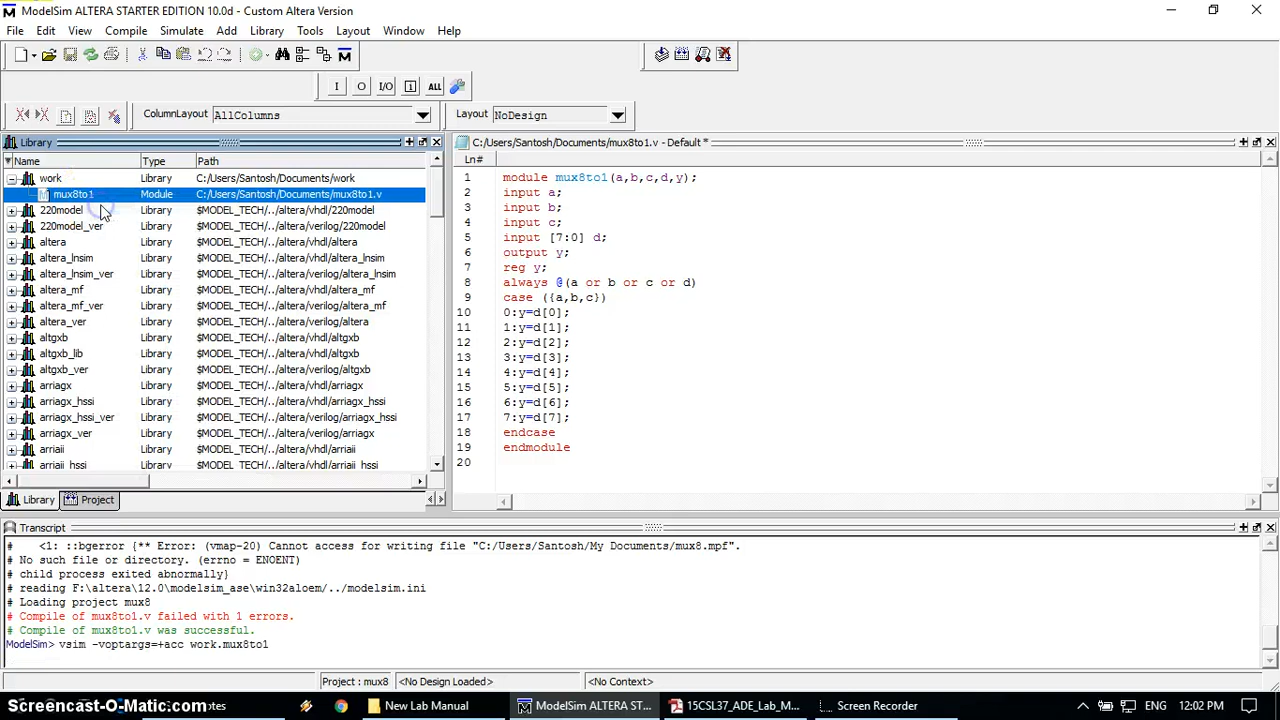 ModelSim ALTERA STARTER EDITION 10.0d - Custom Altera Version
File Edit View Compile Simulate Add Library Tools Layout Window Help
ColumnLayout AllColumns Layout NoDesign
Library
Name Type Path
work Library C:/Users/Santosh/Documents/work
mux8to1 Module C:/Users/Santosh/Documents/mux8to1.v
220model Library $MODEL_TECH/../altera/vhdl/220model
220model_ver Library $MODEL_TECH/../altera/verilog/220model
altera Library $MODEL_TECH/../altera/vhdl/altera
altera_lnsim Library $MODEL_TECH/../altera/vhdl/altera_lnsim
altera_lnsim_ver Library $MODEL_TECH/../altera/verilog/altera_lnsim
altera_mf Library $MODEL_TECH/../altera/vhdl/altera_mf
altera_mf_ver Library $MODEL_TECH/../altera/verilog/altera_mf
altera_ver Library $MODEL_TECH/../altera/verilog/altera
altgxb Library $MODEL_TECH/../altera/vhdl/altgxb
altgxb_lib Library $MODEL_TECH/../altera/vhdl/altgxb
altgxb_ver Library $MODEL_TECH/../altera/verilog/altgxb
arriagx Library $MODEL_TECH/../altera/vhdl/arriagx
arriagx_hssi Library $MODEL_TECH/../altera/vhdl/arriagx_hssi
arriagx_hssi_ver Library $MODEL_TECH/../altera/verilog/arriagx_hssi
arriagx_ver Library $MODEL_TECH/../altera/verilog/arriagx
arriaii Library $MODEL_TECH/../altera/vhdl/arriaii
arriaii_hssi Library $MODEL_TECH/../altera/vhdl/arriaii_hssi
Library Project
C:/Users/Santosh/Documents/mux8to1.v - Default *
Ln#
1 module mux8to1(a,b,c,d,y);
2 input a;
3 input b;
4 input c;
5 input [7:0] d;
6 output y;
7 reg y;
8 always @(a or b or c or d)
9 case ({a,b,c})
10 0:y=d[0];
11 1:y=d[1];
12 2:y=d[2];
13 3:y=d[3];
14 4:y=d[4];
15 5:y=d[5];
16 6:y=d[6];
17 7:y=d[7];
18 endcase
19 endmodule
20
Transcript
# <1: ::bgerror {** Error: (vmap-20) Cannot access for writing file "C:/Users/Santosh/My Documents/mux8.mpf".
# No such file or directory. (errno = ENOENT)
# child process exited abnormally}
# reading F:\altera\12.0\modelsim_ase\win32aloem/../modelsim.ini
# Loading project mux8
# Compile of mux8to1.v failed with 1 errors.
# Compile of mux8to1.v was successful.
ModelSim> vsim -voptargs=+acc work.mux8to1
Project : mux8 <No Design Loaded> <No Context>
Screencast-O-Matic.com tes New Lab Manual ModelSim ALTERA ST... 15CSL37_ADE_Lab_M... Screen Recorder ENG 12:02 PM